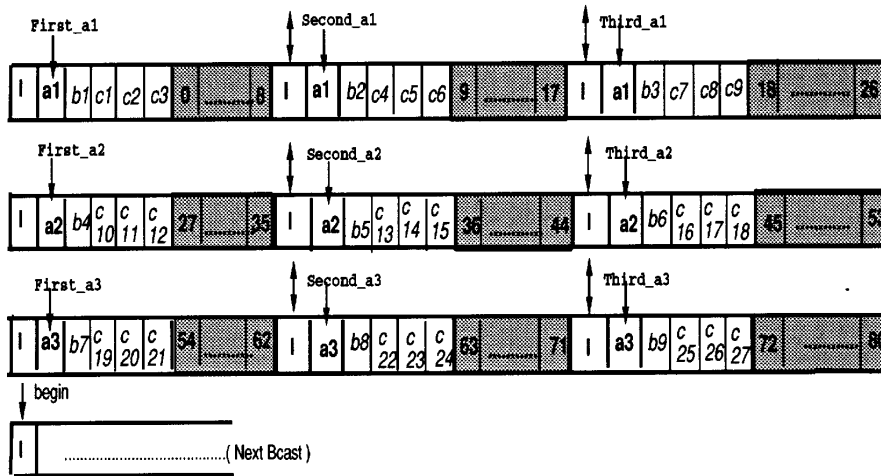 First_a1 Second_a1 Third_a1
I a1 b1 c1 c2 c3 0 ........ 8 I a1 b2 c4 c5 c6 9 ........ 17 I a1 b3 c7 c8 c9 18 ........ 26
First_a2 Second_a2 Third_a2
I a2 b4 c 10 c 11 c 12 27 ........ 35 I a2 b5 c 13 c 14 c 15 36 ........ 44 I a2 b6 c 16 c 17 c 18 45 ........ 53
First_a3 Second_a3 Third_a3
I a3 b7 c 19 c 20 c 21 54 ........ 62 I a3 b8 c 22 c 23 c 24 63 ........ 71 I a3 b9 c 25 c 26 c 27 72 ........ 80
begin
I ........................................( Next Bcast )